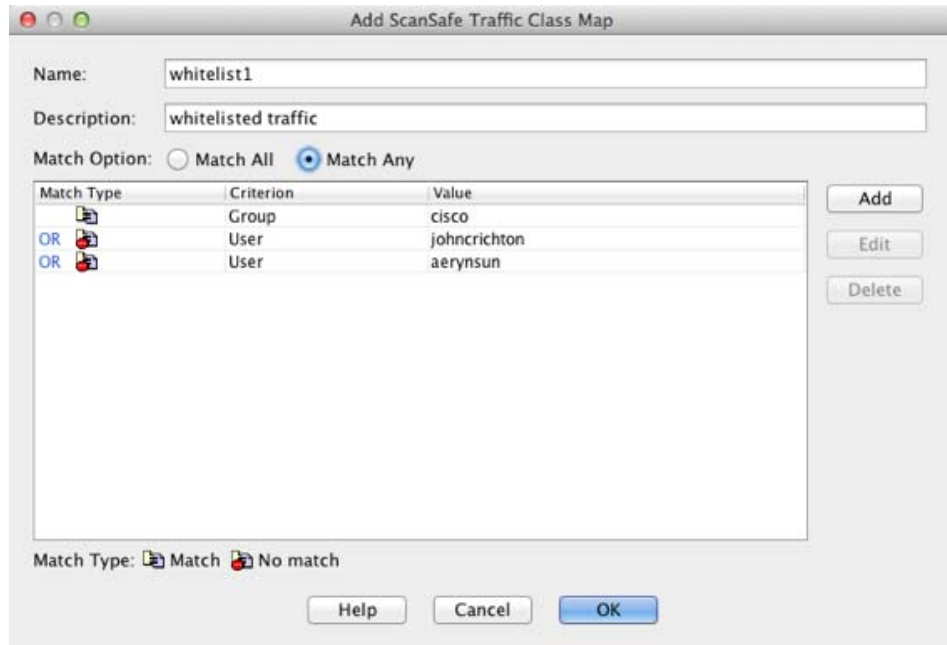 Add ScanSafe Traffic Class Map
Name: whitelist1
Description: whitelisted traffic
Match Option: Match All Match Any
Match Type Criterion Value
Group cisco
OR User johncrichton
OR User aerynsun
Add
Edit
Delete
Match Type: Match No match
Help Cancel OK